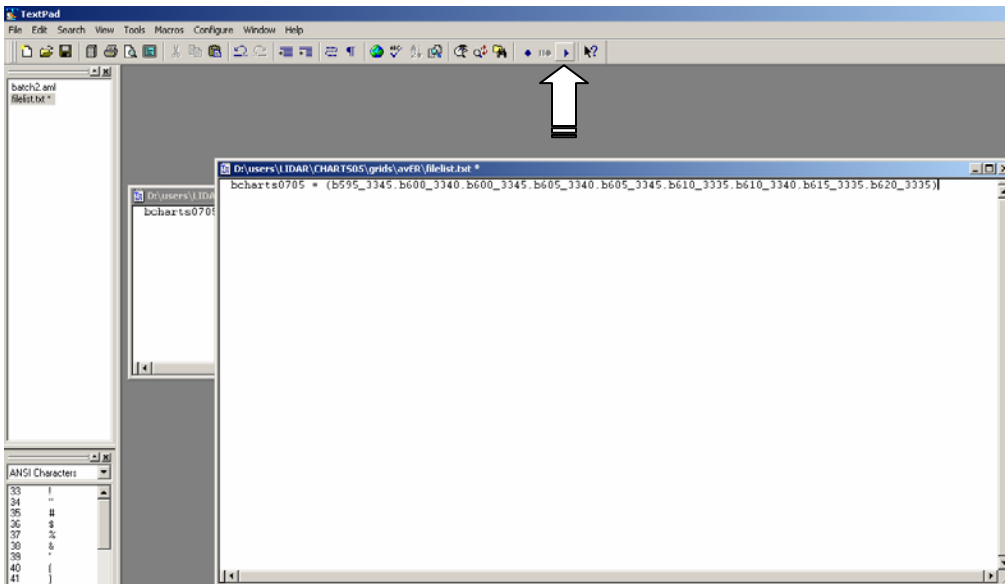 TextPad
File Edit Search View Tools Macros Configure Window Help
batch2.aml
filelist.txt *
D:\users\LIDAR\CHARTS05\grids\avER\filelist.txt *
bcharts0705 = (b595_3345.b600_3340.b600_3345.b605_3340.b605_3345.b610_3335.b610_3340.b615_3335.b620_3335)
D:\users\LIDA
bcharts0705
ANSI Characters
33 !
34 "
35 #
36 $
37 %
38 &
39 '
40 (
41 )